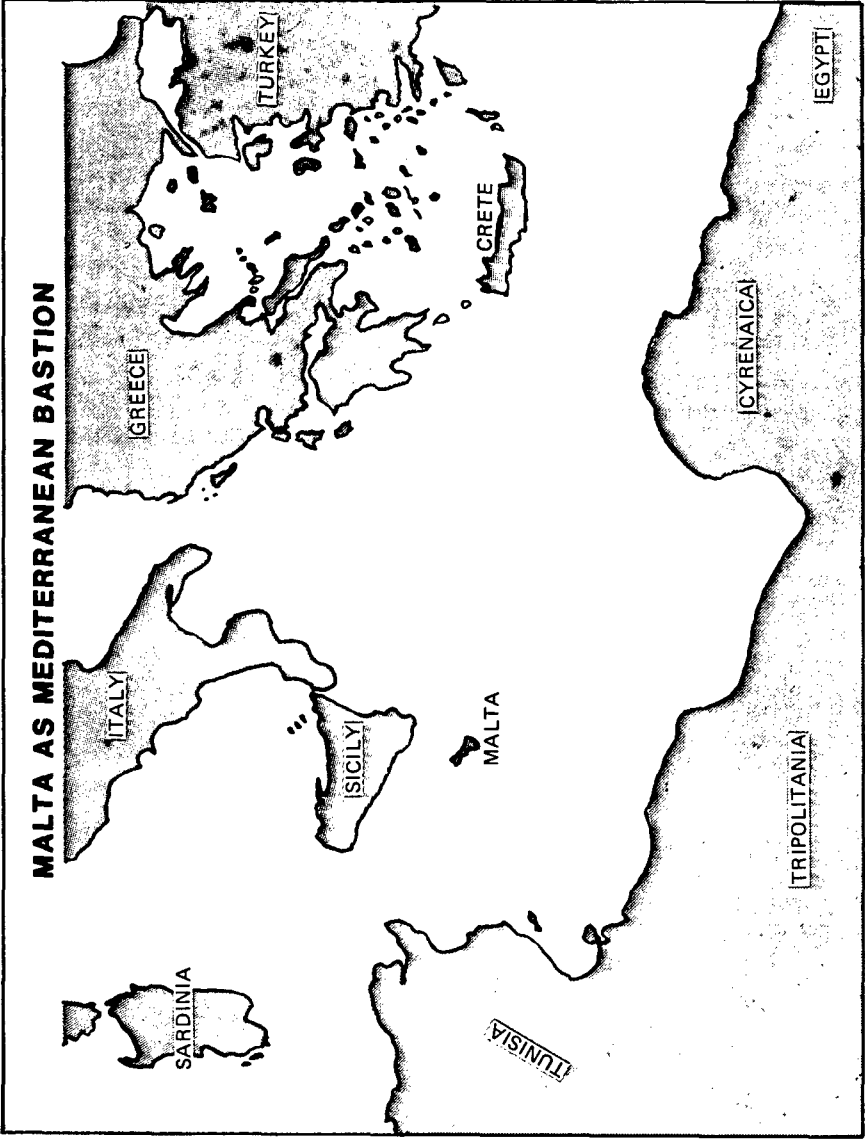 MALTA AS MEDITERRANEAN BASTION
ITALY
GREECE
TURKEY
SARDINIA
SICILY
MALTA
CRETE
TUNISIA
TRIPOLITANIA
CYRENAICA
EGYPT